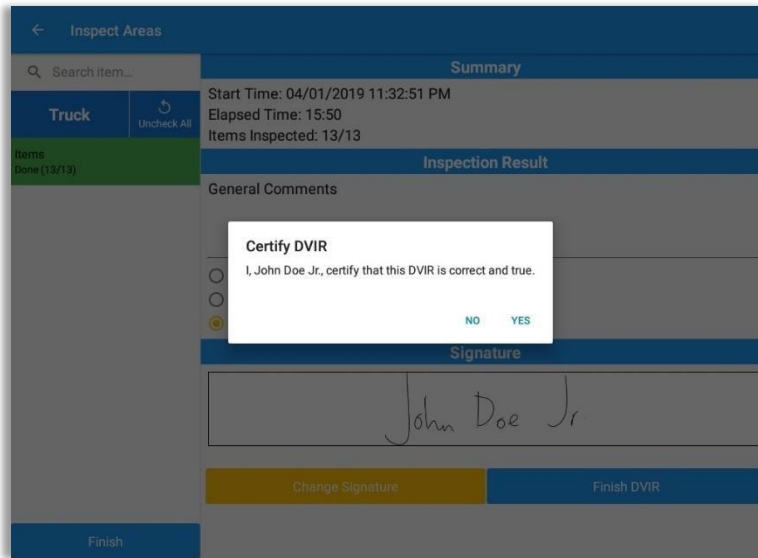 Inspect Areas
Search item...
Truck
Uncheck All
Items
Done (13/13)
Finish
Summary
Start Time: 04/01/2019 11:32:51 PM
Elapsed Time: 15:50
Items Inspected: 13/13
Inspection Result
General Comments
Certify DVIR
I, John Doe Jr., certify that this DVIR is correct and true.
NO YES
Signature
John Doe Jr
Change Signature
Finish DVIR